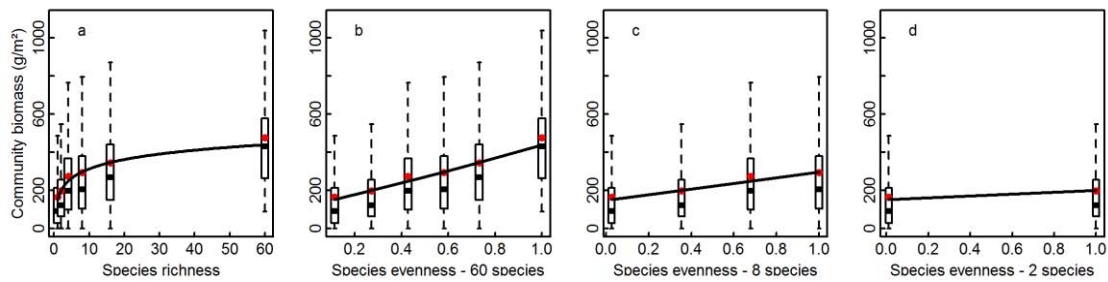 Community biomass (g/m²)
0 200 600 1000
a
0 10 20 30 40 50 60
Species richness
0 200 600 1000
b
0.2 0.4 0.6 0.8 1.0
Species evenness - 60 species
0 200 600 1000
c
0.0 0.2 0.4 0.6 0.8 1.0
Species evenness - 8 species
0 200 600 1000
d
0.0 0.2 0.4 0.6 0.8 1.0
Species evenness - 2 species